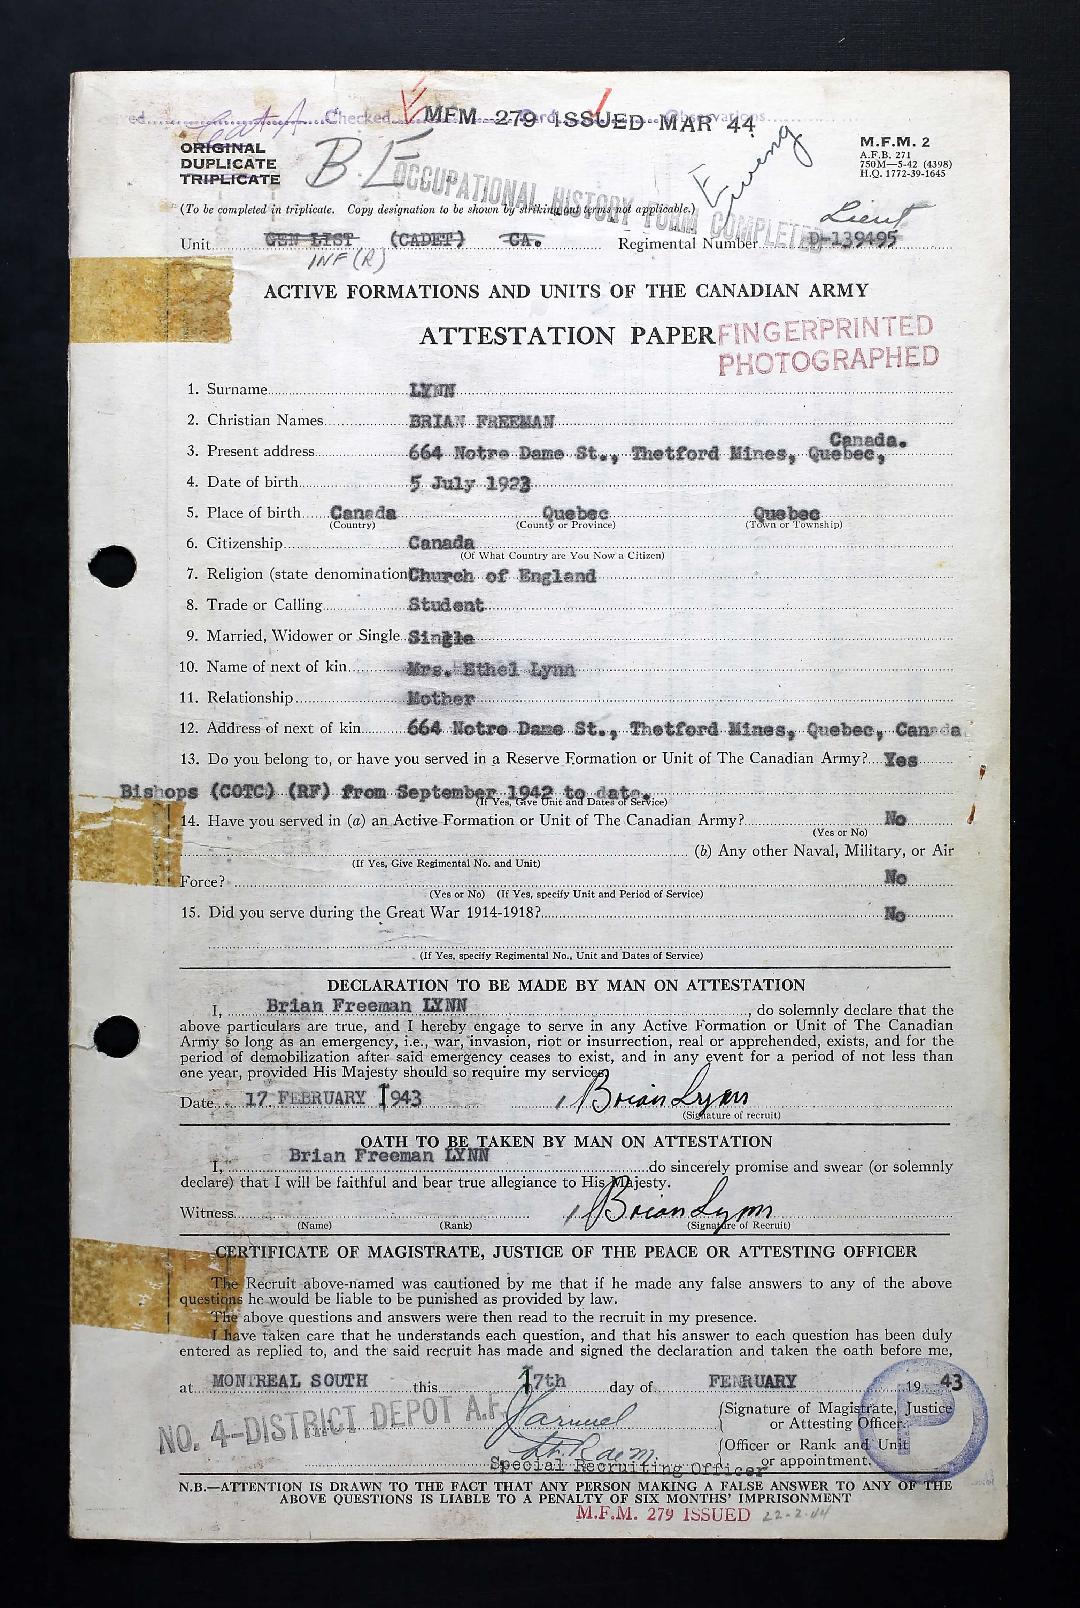 ed. Cat A Checked Card Observations
MFM 279 ISSUED MAR 44
ORIGINAL
DUPLICATE
TRIPLICATE
B.E.
OCCUPATIONAL HISTORY FORM COMPLETED
Ewing
M.F.M. 2
A.F.B. 271
750M—5-42 (4398)
H.Q. 1772-39-1645
(To be completed in triplicate. Copy designation to be shown by striking out terms not applicable.)
Lieut
Unit GEN LIST (CADET) CA. Regimental Number D-139495
INF (R)
ACTIVE FORMATIONS AND UNITS OF THE CANADIAN ARMY
ATTESTATION PAPER
FINGERPRINTED
PHOTOGRAPHED
1. Surname LYNN
2. Christian Names BRIAN FREEMAN
3. Present address 664 Notre Dame St., Thetford Mines, Quebec, Canada.
4. Date of birth 5 July 1923
5. Place of birth Canada Quebec Quebec
(Country) (County or Province) (Town or Township)
6. Citizenship Canada
(Of What Country are You Now a Citizen)
7. Religion (state denomination Church of England
8. Trade or Calling Student
9. Married, Widower or Single Single
10. Name of next of kin Mrs. Ethel Lynn
11. Relationship Mother
12. Address of next of kin 664 Notre Dame St., Thetford Mines, Quebec, Canada
13. Do you belong to, or have you served in a Reserve Formation or Unit of The Canadian Army? Yes
Bishops (COTC) (RF) from September 1942 to date.
(If Yes, Give Unit and Dates of Service)
14. Have you served in (a) an Active Formation or Unit of The Canadian Army? No
(Yes or No)
(b) Any other Naval, Military, or Air
(If Yes, Give Regimental No. and Unit)
Force? No
(Yes or No) (If Yes, specify Unit and Period of Service)
15. Did you serve during the Great War 1914-1918? No
(If Yes, specify Regimental No., Unit and Dates of Service)
DECLARATION TO BE MADE BY MAN ON ATTESTATION
I, Brian Freeman LYNN, do solemnly declare that the
above particulars are true, and I hereby engage to serve in any Active Formation or Unit of The Canadian
Army so long as an emergency, i.e., war, invasion, riot or insurrection, real or apprehended, exists, and for the
period of demobilization after said emergency ceases to exist, and in any event for a period of not less than
one year, provided His Majesty should so require my services.
Date 17 FEBRUARY 1943 Brian Lynn
(Signature of recruit)
OATH TO BE TAKEN BY MAN ON ATTESTATION
I, Brian Freeman LYNN do sincerely promise and swear (or solemnly
declare) that I will be faithful and bear true allegiance to His Majesty.
Witness Brian Lynn
(Name) (Rank) (Signature of Recruit)
CERTIFICATE OF MAGISTRATE, JUSTICE OF THE PEACE OR ATTESTING OFFICER
The Recruit above-named was cautioned by me that if he made any false answers to any of the above
questions he would be liable to be punished as provided by law.
The above questions and answers were then read to the recruit in my presence.
I have taken care that he understands each question, and that his answer to each question has been duly
entered as replied to, and the said recruit has made and signed the declaration and taken the oath before me,
at MONTREAL SOUTH this 17th day of FEBRUARY 1943
NO. 4-DISTRICT DEPOT A.F.
(Signature of Magistrate, Justice
or Attesting Officer.
P
(Officer or Rank and Unit
or appointment.
Special Recruiting Officer
N.B.—ATTENTION IS DRAWN TO THE FACT THAT ANY PERSON MAKING A FALSE ANSWER TO ANY OF THE
ABOVE QUESTIONS IS LIABLE TO A PENALTY OF SIX MONTHS' IMPRISONMENT
M.F.M. 279 ISSUED 22-2-44